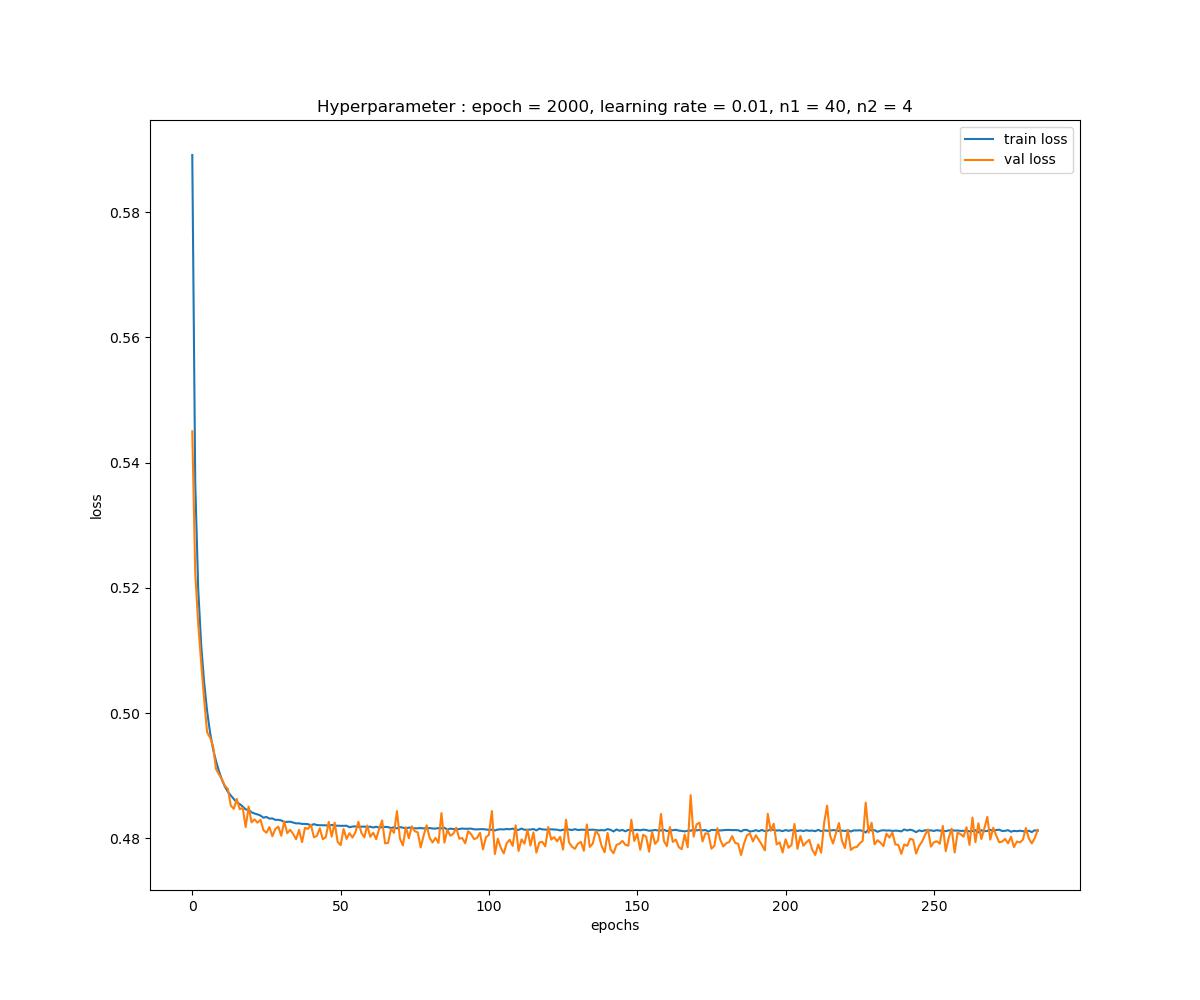 Hyperparameter : epoch = 2000, learning rate = 0.01, n1 = 40, n2 = 4
train loss
val loss
0.58
0.56
0.54
0.52
0.50
0.48
loss
0 50 100 150 200 250
epochs